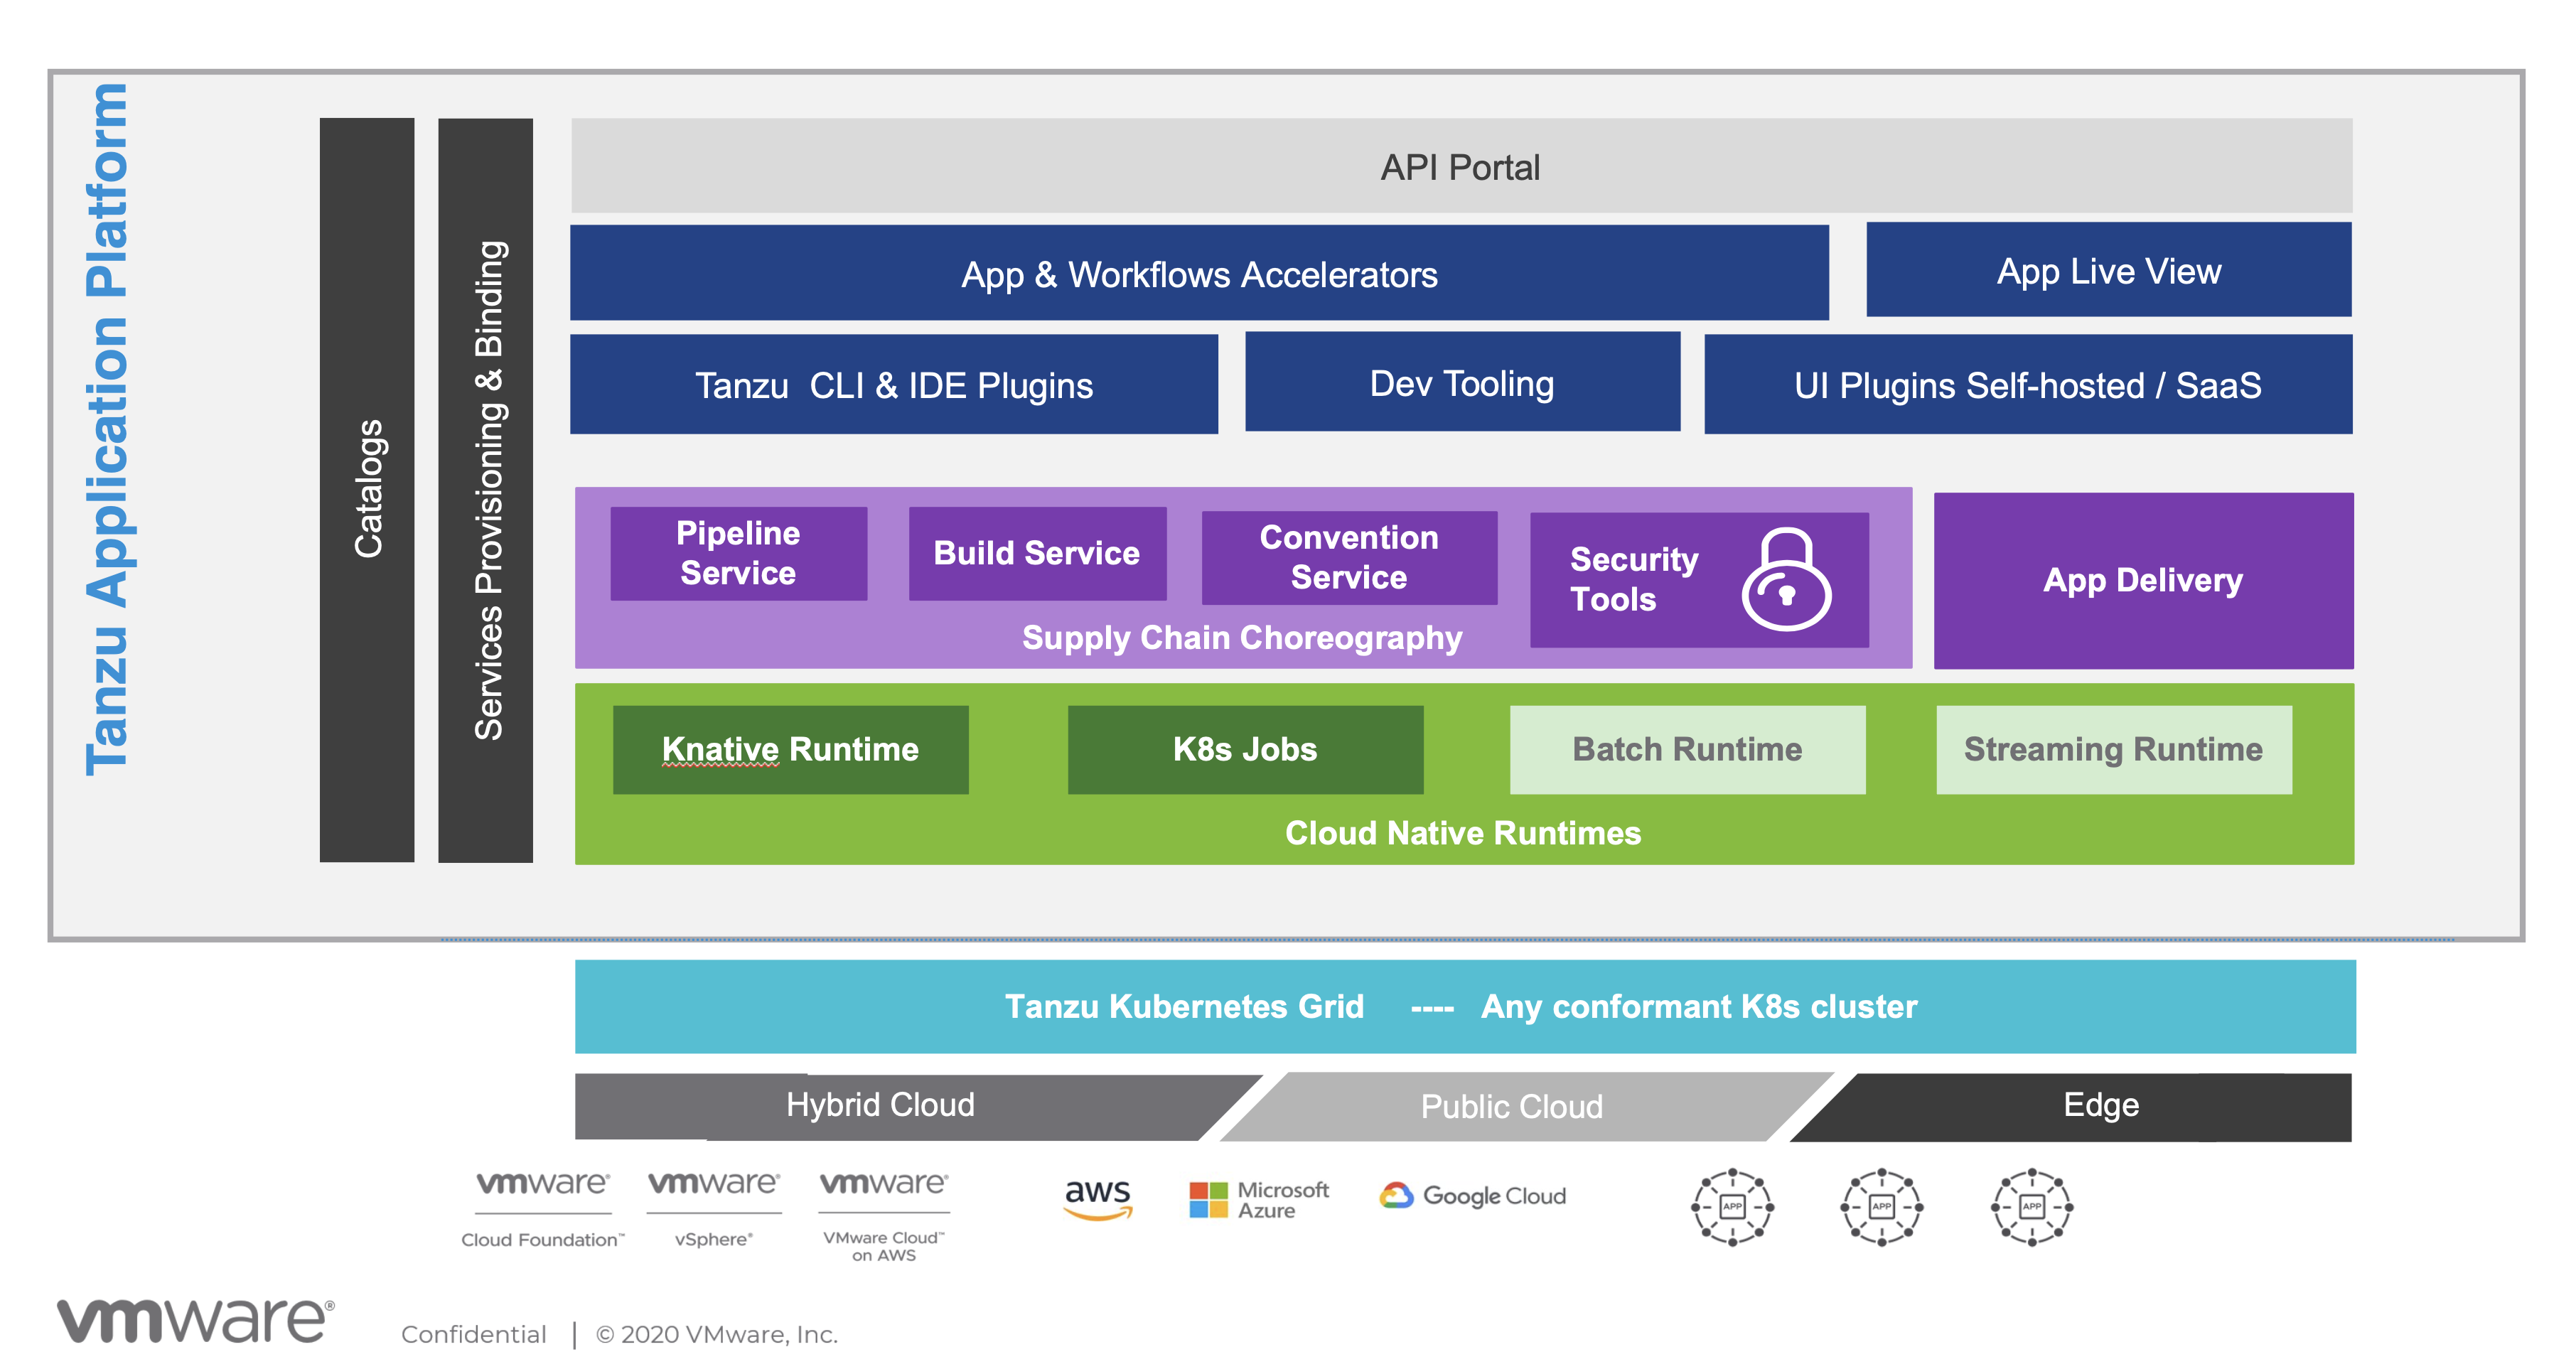 Tanzu Application Platform
Catalogs
Services Provisioning & Binding
API Portal
App & Workflows Accelerators
App Live View
Tanzu  CLI & IDE Plugins
Dev Tooling
UI Plugins Self-hosted / SaaS
Pipeline
Service
Build Service
Convention
Service
Security
Tools
Supply Chain Choreography
App Delivery
Knative Runtime
K8s Jobs
Batch Runtime
Streaming Runtime
Cloud Native Runtimes
Tanzu Kubernetes Grid ---- Any conformant K8s cluster
Hybrid Cloud
Public Cloud
Edge
vmware®
Cloud Foundation™
vmware®
vSphere®
vmware®
VMware Cloud™
on AWS
aws
Microsoft
Azure
Google Cloud
APP
APP
APP
vmware®
Confidential | © 2020 VMware, Inc.